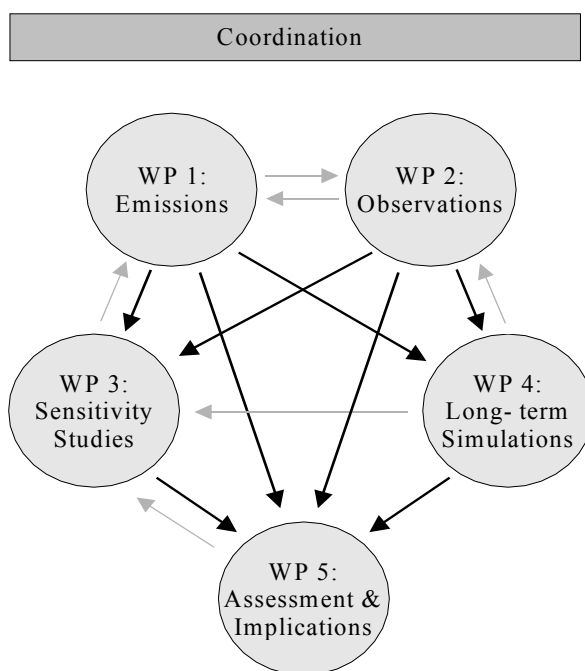 Coordination
WP 1:
Emissions
WP 2:
Observations
WP 3:
Sensitivity
Studies
WP 4:
Long- term
Simulations
WP 5:
Assessment &
Implications